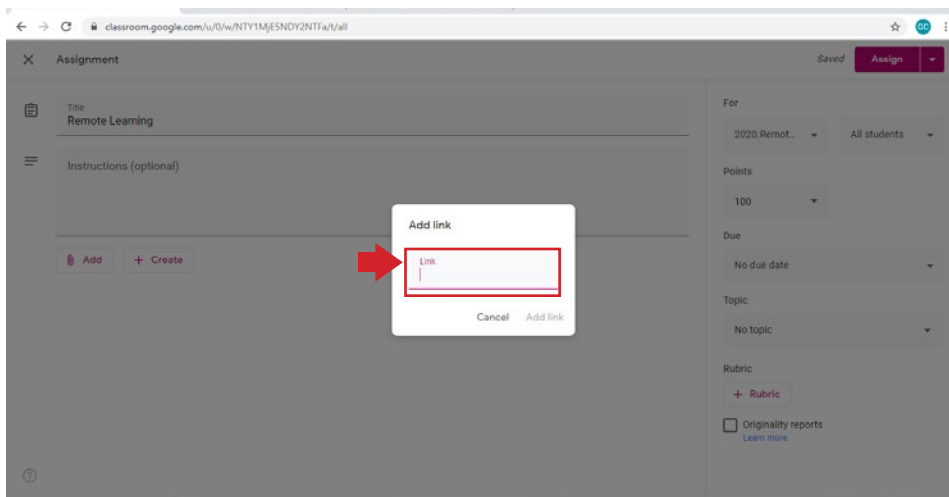 classroom.google.com/u/0/w/NTY1MjE5NDY2NTFa/t/all
GC
Assignment
Saved
Assign
Title
Remote Learning
Instructions (optional)
Add
+ Create
For
2020 Remot...
All students
Points
100
Due
No due date
Topic
No topic
Rubric
+ Rubric
Originality reports
Learn more
Add link
Link
Cancel
Add link